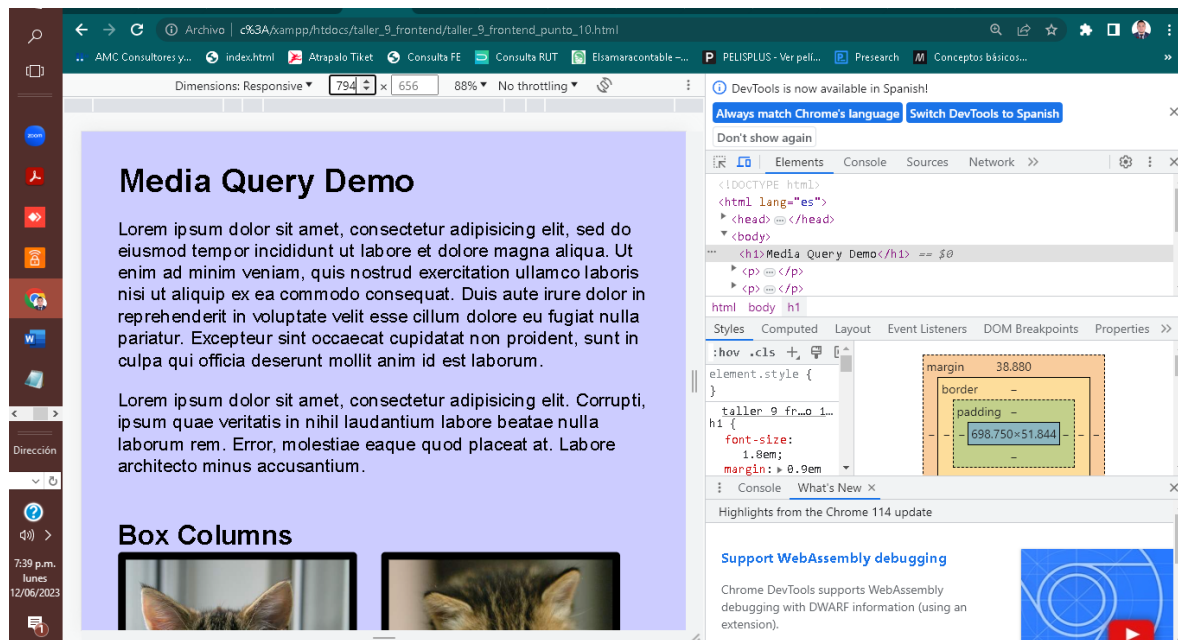 Archivo | c%3A/xampp/htdocs/taller_9_frontend/taller_9_frontend_punto_10.html
AMC Consultores y... index.html Atrapalo Tiket Consulta FE Consulta RUT Elsamaracontable –... PELISPLUS - Ver pelí... Presearch Conceptos básicos... »
Dimensions: Responsive 794 × 656 88% No throttling
DevTools is now available in Spanish!
Always match Chrome's language Switch DevTools to Spanish
Don't show again
Elements Console Sources Network »
<!DOCTYPE html>
<html lang="es">
<head> ... </head>
<body>
... <h1>Media Query Demo</h1> == $0
<p> ... </p>
<p> ... </p>
html body h1
Styles Computed Layout Event Listeners DOM Breakpoints Properties »
:hov .cls +
element.style {
}
taller_9_fr…o_1…
h1 {
font-size:
1.8em;
margin: 0.9em
margin 38.880
border –
padding –
– – – 698.750×51.844 – – –
–
Console What's New ×
Highlights from the Chrome 114 update
Support WebAssembly debugging
Chrome DevTools supports WebAssembly
debugging with DWARF information (using an
extension).
Media Query Demo
Lorem ipsum dolor sit amet, consectetur adipisicing elit, sed do
eiusmod tempor incididunt ut labore et dolore magna aliqua. Ut
enim ad minim veniam, quis nostrud exercitation ullamco laboris
nisi ut aliquip ex ea commodo consequat. Duis aute irure dolor in
reprehenderit in voluptate velit esse cillum dolore eu fugiat nulla
pariatur. Excepteur sint occaecat cupidatat non proident, sunt in
culpa qui officia deserunt mollit anim id est laborum.
Lorem ipsum dolor sit amet, consectetur adipisicing elit. Corrupti,
ipsum quae veritatis in nihil laudantium labore beatae nulla
laborum rem. Error, molestiae eaque quod placeat at. Labore
architecto minus accusantium.
Box Columns
zoom
W
Dirección
7:39 p.m.
lunes
12/06/2023
1